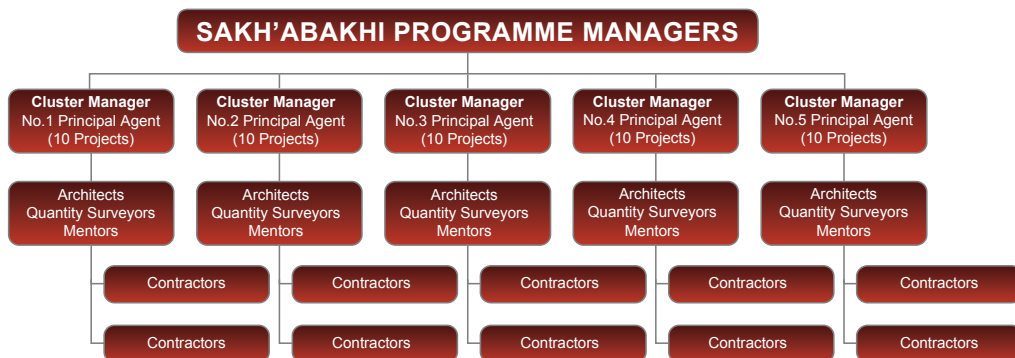 SAKH’ABAKHI PROGRAMME MANAGERS
Cluster Manager
No.1 Principal Agent
(10 Projects)
Cluster Manager
No.2 Principal Agent
(10 Projects)
Cluster Manager
No.3 Principal Agent
(10 Projects)
Cluster Manager
No.4 Principal Agent
(10 Projects)
Cluster Manager
No.5 Principal Agent
(10 Projects)
Architects
Quantity Surveyors
Mentors
Architects
Quantity Surveyors
Mentors
Architects
Quantity Surveyors
Mentors
Architects
Quantity Surveyors
Mentors
Architects
Quantity Surveyors
Mentors
Contractors
Contractors
Contractors
Contractors
Contractors
Contractors
Contractors
Contractors
Contractors
Contractors